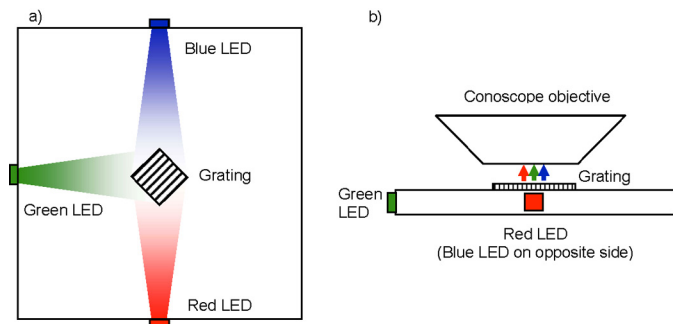 a)
Blue LED
Grating
Green LED
Red LED
b)
Conoscope objective
Grating
Green
LED
Red LED
(Blue LED on opposite side)